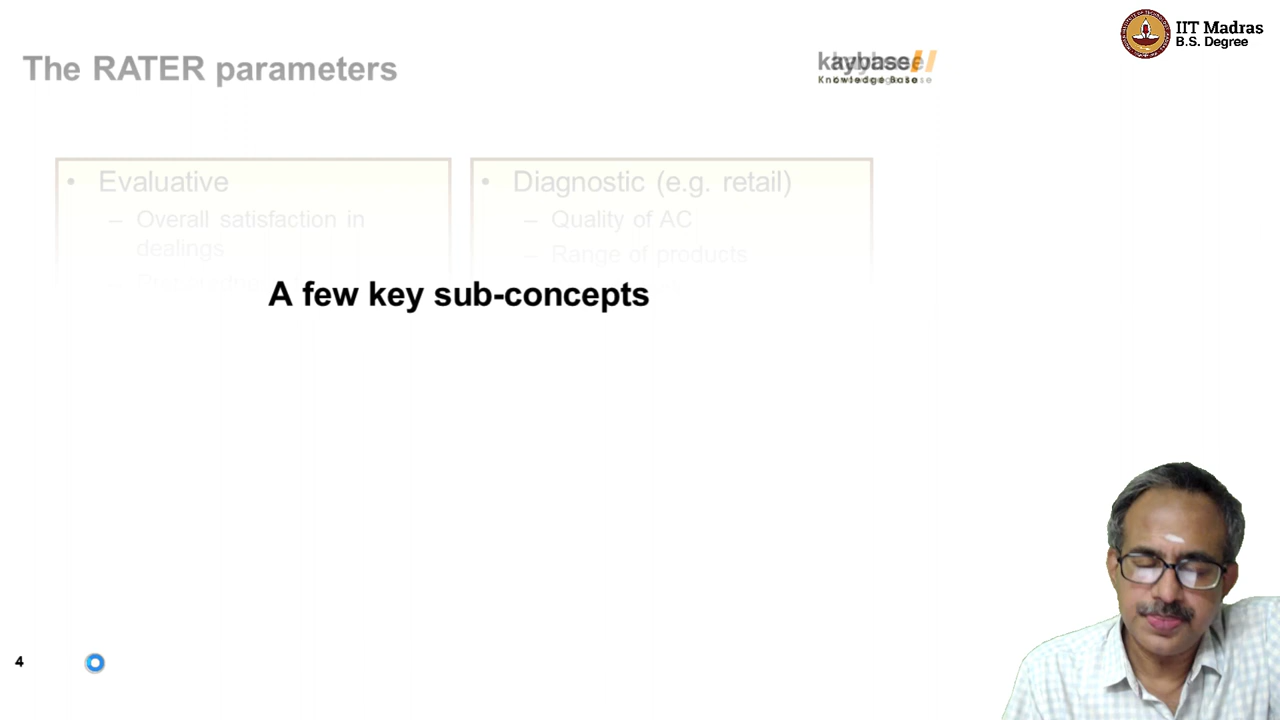 IIT Madras
B.S. Degree
The RATER parameters
Knowledge Base
• Evaluative
– Overall satisfaction in
dealings
• Diagnostic (e.g. retail)
– Quality of AC
– Range of products
A few key sub-concepts
4